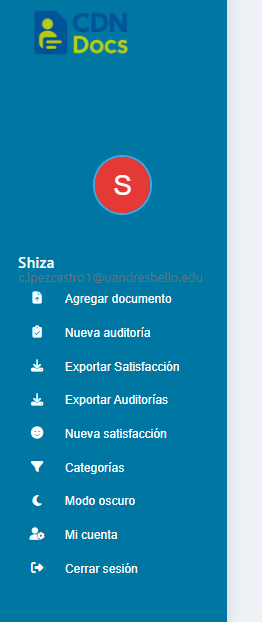 CDN
Docs
S
Shiza
c.lpezcastro1@uandresbello.edu
Agregar documento
Nueva auditoría
Exportar Satisfacción
Exportar Auditorías
Nueva satisfacción
Categorías
Modo oscuro
Mi cuenta
Cerrar sesión